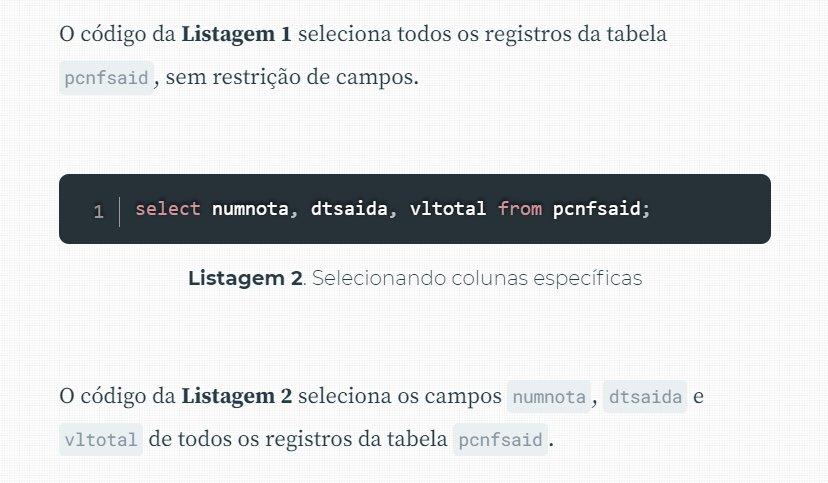 O código da Listagem 1 seleciona todos os registros da tabela
pcnfsaid, sem restrição de campos.
1 select numnota, dtsaida, vltotal from pcnfsaid;
Listagem 2. Selecionando colunas específicas
O código da Listagem 2 seleciona os campos numnota, dtsaida e
vltotal de todos os registros da tabela pcnfsaid.